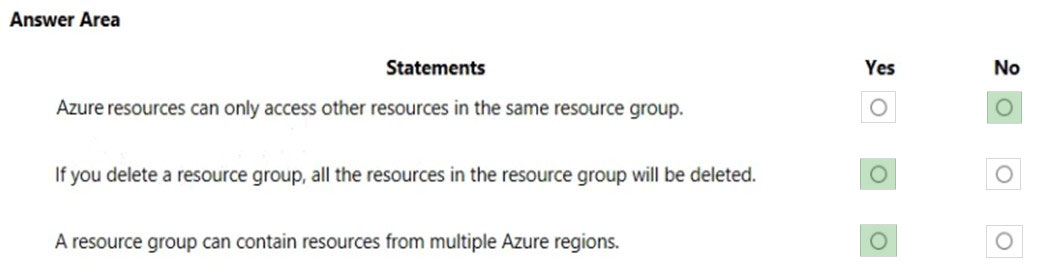 Answer Area
Statements Yes No
Azure resources can only access other resources in the same resource group.
If you delete a resource group, all the resources in the resource group will be deleted.
A resource group can contain resources from multiple Azure regions.